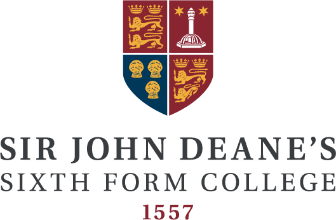 SIR JOHN DEANE'S
SIXTH FORM COLLEGE
1557